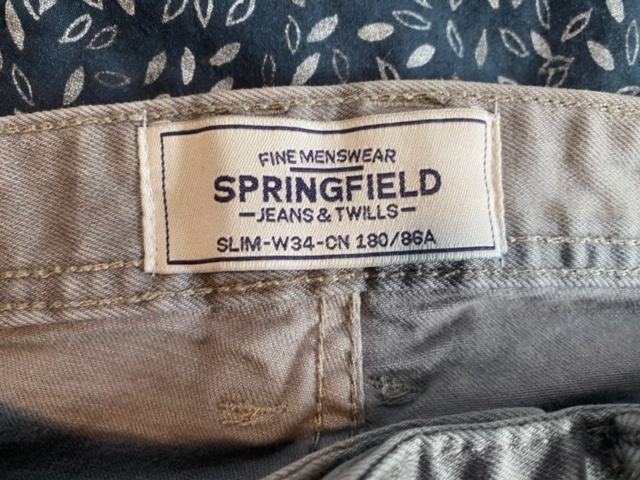 FINE MENSWEAR
SPRINGFIELD
JEANS & TWILLS
SLIM-W34-CN 180/86A